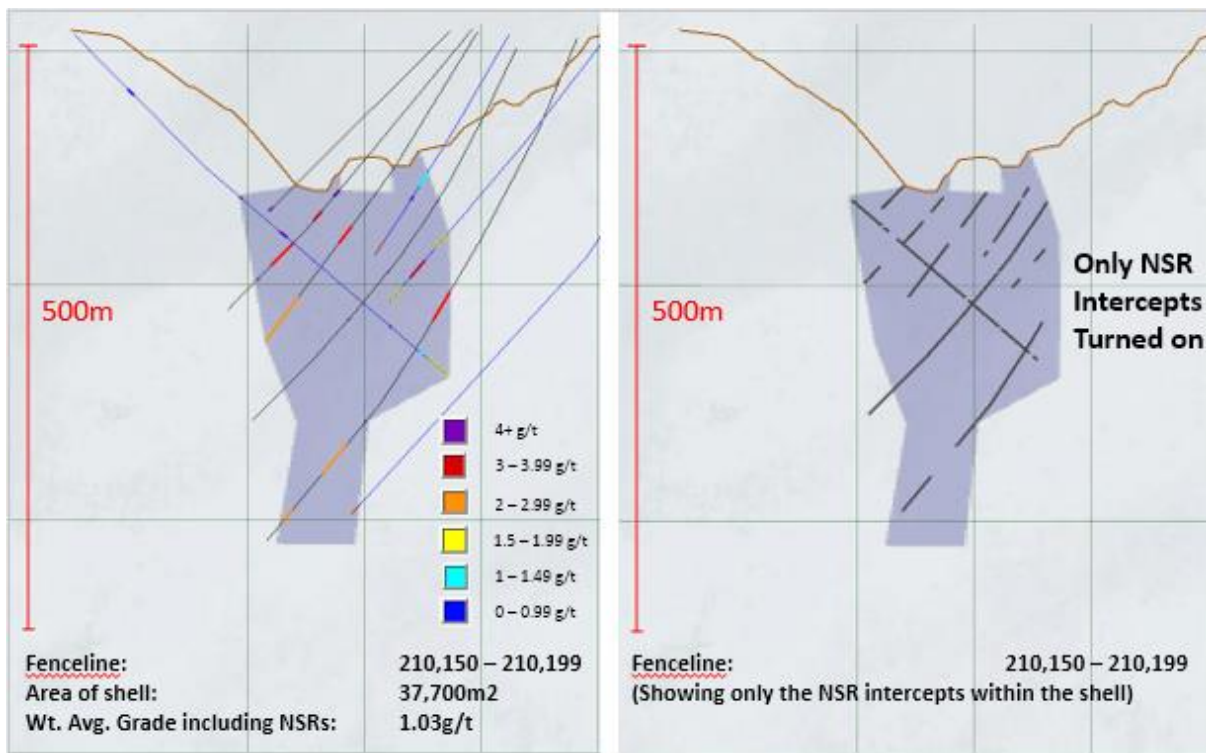 500m
4+ g/t
3 – 3.99 g/t
2 – 2.99 g/t
1.5 – 1.99 g/t
1 – 1.49 g/t
0 – 0.99 g/t
Fenceline: 210,150 – 210,199
Area of shell: 37,700m2
Wt. Avg. Grade including NSRs: 1.03g/t
500m
Only NSR
Intercepts
Turned on
Fenceline: 210,150 – 210,199
(Showing only the NSR intercepts within the shell)